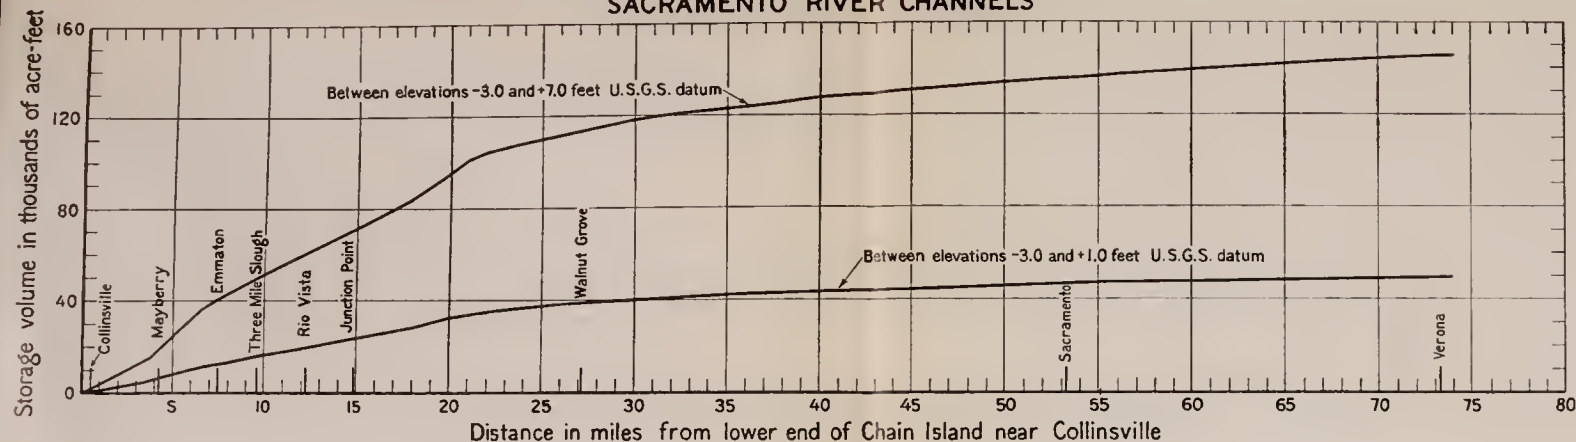 SACRAMENTO RIVER CHANNELS
Storage volume in thousands of acre-feet
160
120
80
40
0
Between elevations -3.0 and +7.0 feet U.S.G.S. datum
Between elevations -3.0 and +1.0 feet U.S.G.S. datum
Collinsville
Mayberry
Emmaton
Three Mile Slough
Rio Vista
Junction Point
Walnut Grove
Sacramento
Verona
5 10 15 20 25 30 35 40 45 50 55 60 65 70 75 80
Distance in miles from lower end of Chain Island near Collinsville